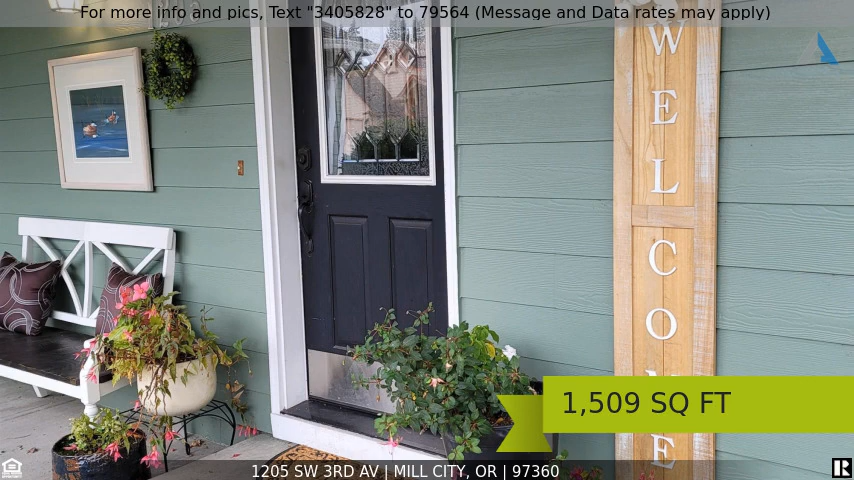 For more info and pics, Text "3405828" to 79564 (Message and Data rates may apply)
W
E
L
C
O
M
E
1,509 SQ FT
1205 SW 3RD AV | MILL CITY, OR | 97360
R